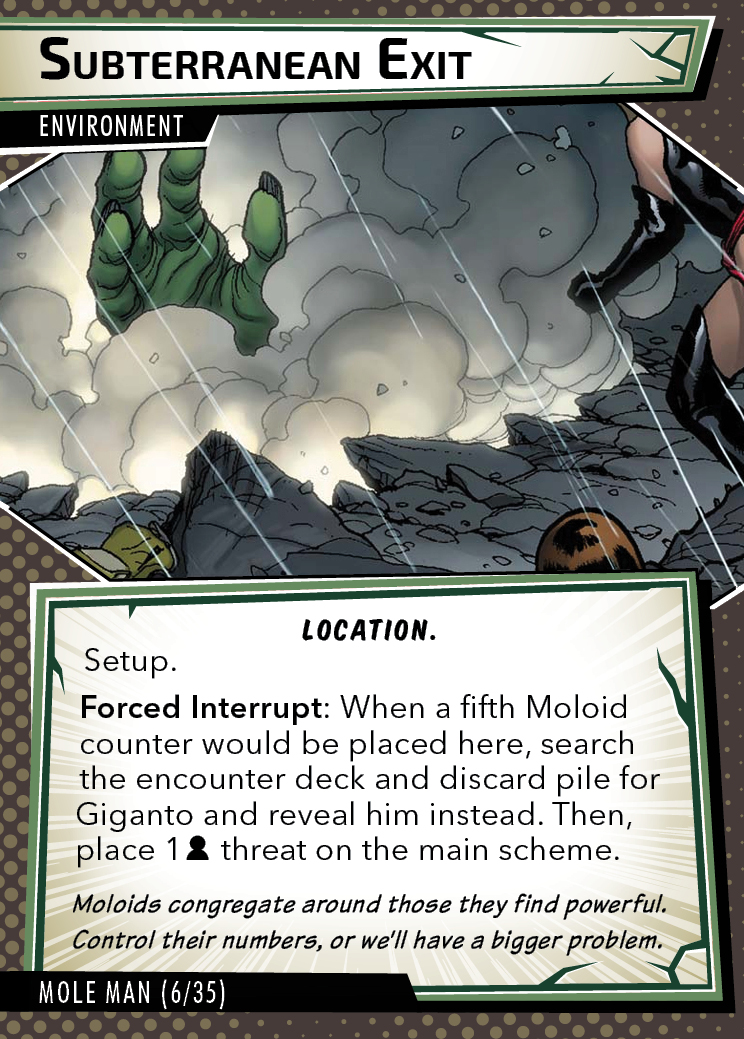 Subterranean Exit
ENVIRONMENT
LOCATION.
Setup.
Forced Interrupt: When a fifth Moloid
counter would be placed here, search
the encounter deck and discard pile for
Giganto and reveal him instead. Then,
place 1 threat on the main scheme.
Moloids congregate around those they find powerful.
Control their numbers, or we'll have a bigger problem.
MOLE MAN (6/35)